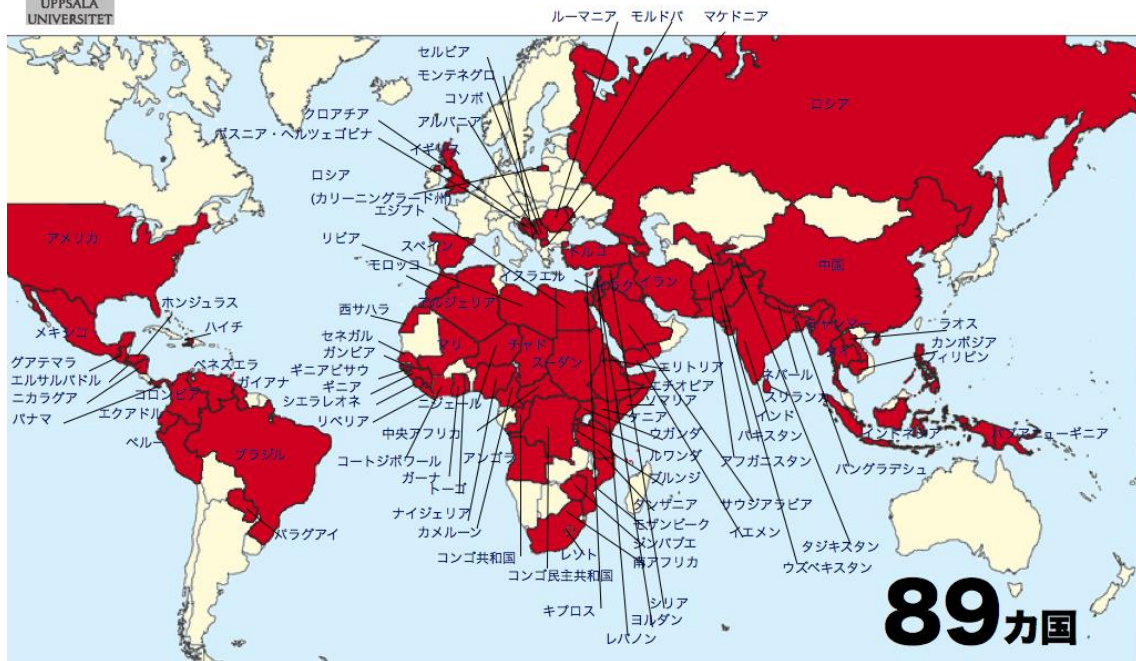 UPPSALA
UNIVERSITET
ルーマニア
モルドバ
マケドニア
セルビア
モンテネグロ
コソボ
クロアチア
アルバニア
ボスニア・ヘルツェゴビナ
イギリス
ロシア
ロシア
(カリーニングラード州)
エジプト
アメリカ
リビア
スペイン
トルコ
中国
モロッコ
イスラエル
イラク
イラン
ホンジュラス
アルジェリア
西サハラ
メキシコ
ハイチ
ミャンマー
ラオス
セネガル
マリ
チャド
カンボジア
グアテマラ
ベネズエラ
ガンビア
スーダン
タイ
フィリピン
エルサルバドル
ガイアナ
ギニアビサウ
エリトリア
ネパール
ニカラグア
コロンビア
ギニア
エチオピア
スリランカ
パナマ
エクアドル
シエラレオネ
ニジェール
ソマリア
インド
リベリア
ケニア
インドネシア
パプアニューギニア
ペルー
中央アフリカ
ウガンダ
パキスタン
ブラジル
コートジボワール
アンゴラ
ルワンダ
アフガニスタン
バングラデシュ
ガーナ
ブルンジ
トーゴ
タンザニア
サウジアラビア
ナイジェリア
モザンビーク
イエメン
カメルーン
ジンバブエ
タジキスタン
パラグアイ
コンゴ共和国
レソト
南アフリカ
ウズベキスタン
コンゴ民主共和国
キプロス
シリア
ヨルダン
レバノン
89カ国